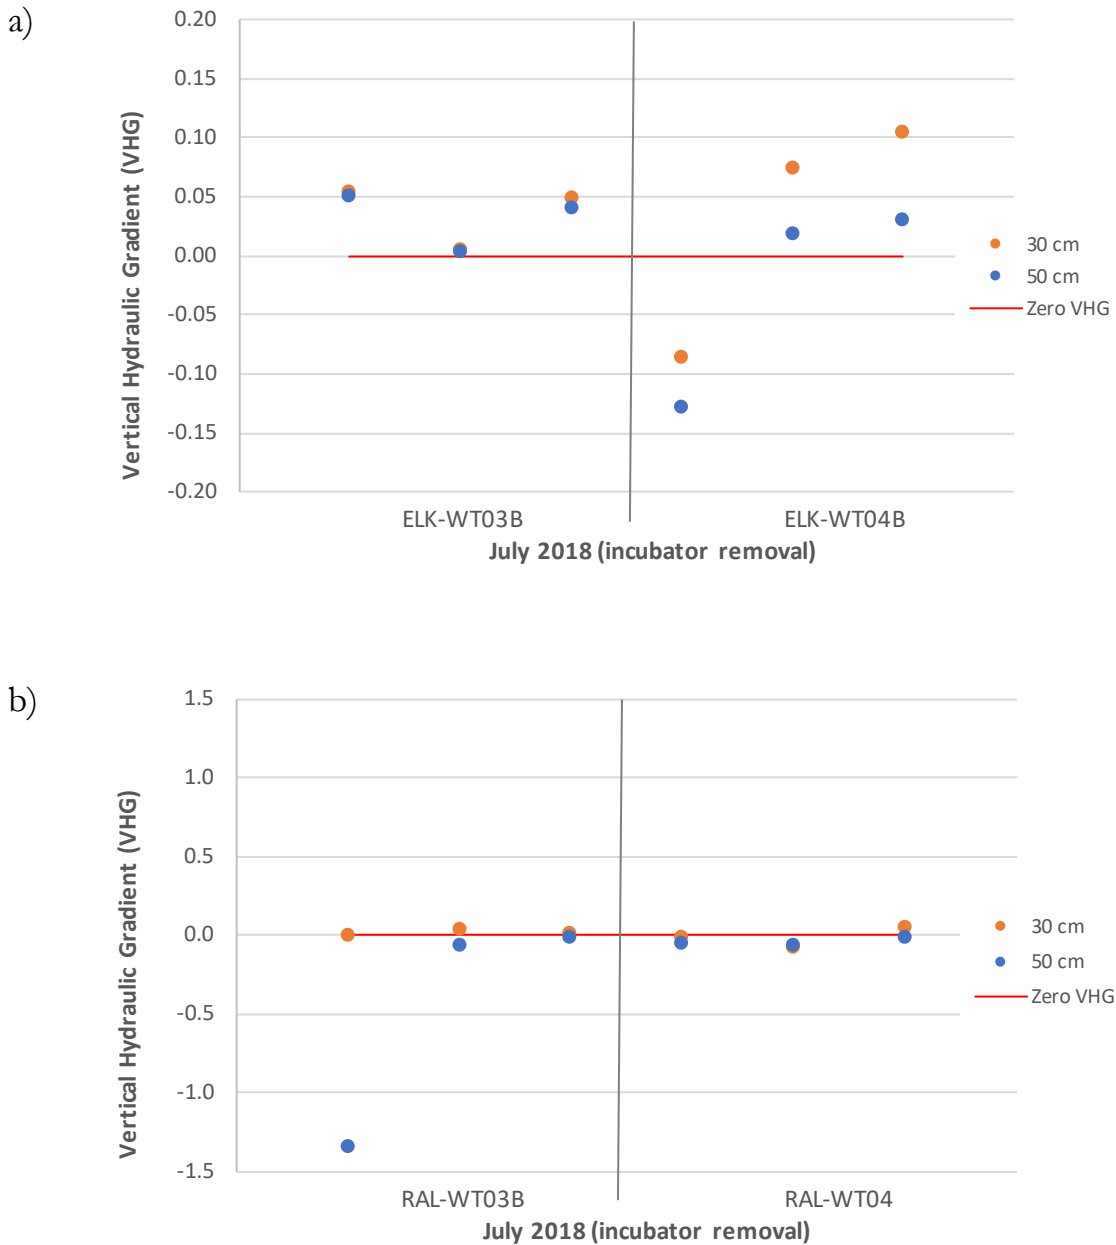 a)
0.20
0.15
0.10
0.05
0.00
-0.05
-0.10
-0.15
-0.20
Vertical Hydraulic Gradient (VHG)
ELK-WT03B
ELK-WT04B
July 2018 (incubator removal)
30 cm
50 cm
Zero VHG
b)
1.5
1.0
0.5
0.0
-0.5
-1.0
-1.5
Vertical Hydraulic Gradient (VHG)
RAL-WT03B
RAL-WT04
July 2018 (incubator removal)
30 cm
50 cm
Zero VHG